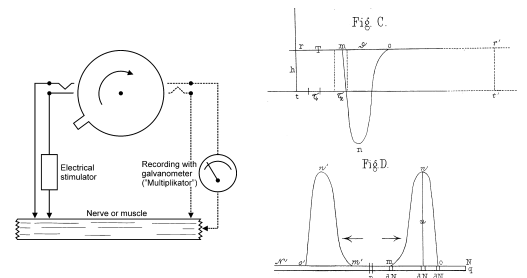 Electrical
stimulator
Recording with
galvanometer
("Multiplikator")
Nerve or muscle
Fig. C.
r T m o r'
h
t τ t'
n
Fig D.
n' n
a
o' m' m o N
p q